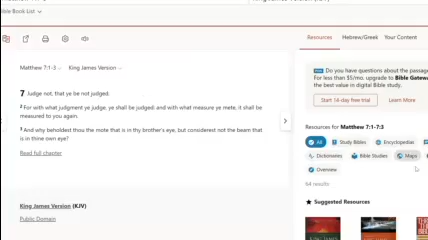 Bible Book List
Matthew 7:1-3
King James Version
7 Judge not, that ye be not judged.
2 For with what judgment ye judge, ye shall be judged: and with what measure ye mete, it shall be
measured to you again.
3 And why beholdest thou the mote that is in thy brother's eye, but considerest not the beam that
is in thine own eye?
Read full chapter
King James Version (KJV)
Public Domain
Resources Hebrew/Greek Your Content
Do you have questions about the passag
For less than $5/mo. upgrade to Bible Gatew
the best value in digital Bible study.
Start 14 day free trial Learn More
Resources for Matthew 7:1-7:3
All Study Bibles Encyclopedias
Dictionaries Bible Studies Maps
Overview
54 results
Suggested Resources